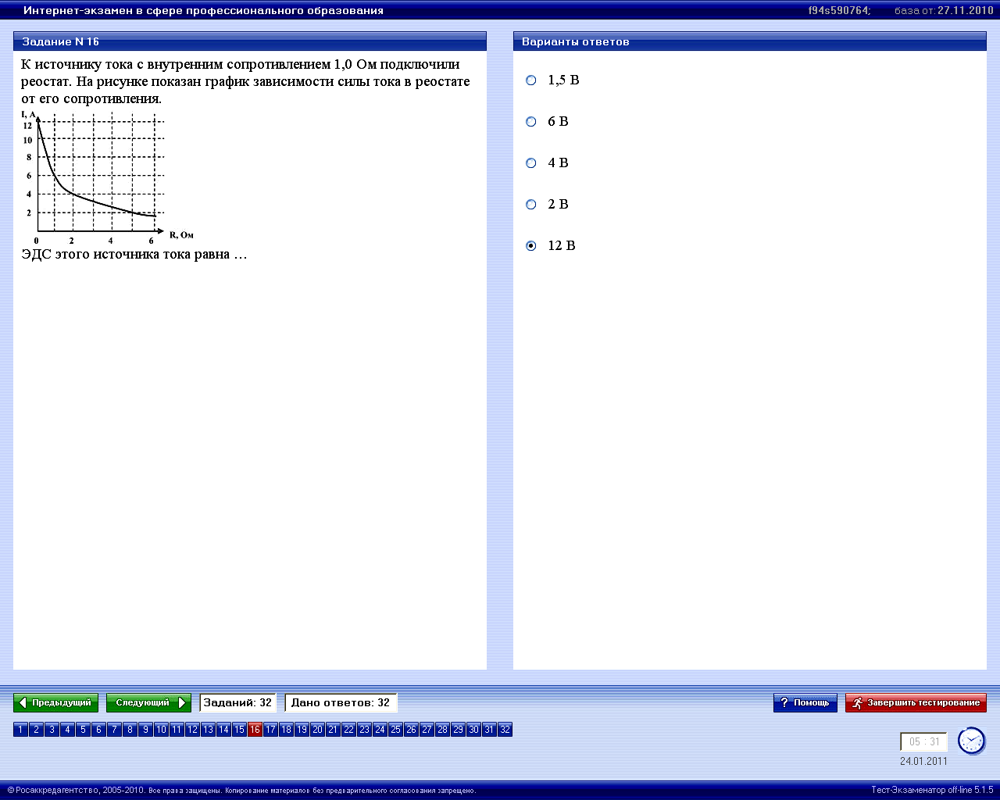 Интернет-экзамен в сфере профессионального образования
f94s590764; база от: 27.11.2010
Задание N 16
К источнику тока с внутренним сопротивлением 1,0 Ом подключили
реостат. На рисунке показан график зависимости силы тока в реостате
от его сопротивления.
I, A
12
10
8
6
4
2
0 2 4 6
R, Ом
ЭДС этого источника тока равна …
Варианты ответов
1,5 В
6 В
4 В
2 В
12 В
Предыдущий
Следующий
Заданий: 32
Дано ответов: 32
? Помощь
Завершить тестирование
1 2 3 4 5 6 7 8 9 10 11 12 13 14 15 16 17 18 19 20 21 22 23 24 25 26 27 28 29 30 31 32
05 : 31
24.01.2011
© Росаккредагентство, 2005-2010. Все права защищены. Копирование материалов без предварительного согласования запрещено.
Тест-Экзаменатор off-line 5.1.5